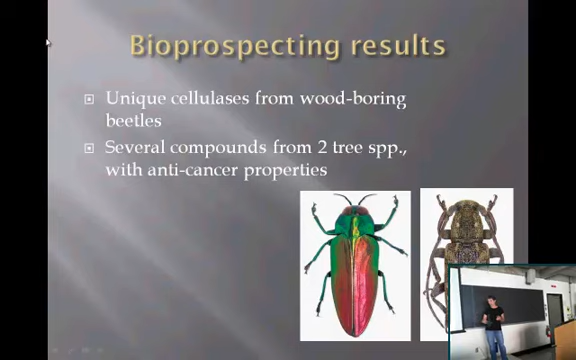 Bioprospecting results
Unique cellulases from wood-boring
beetles
Several compounds from 2 tree spp.,
with anti-cancer properties